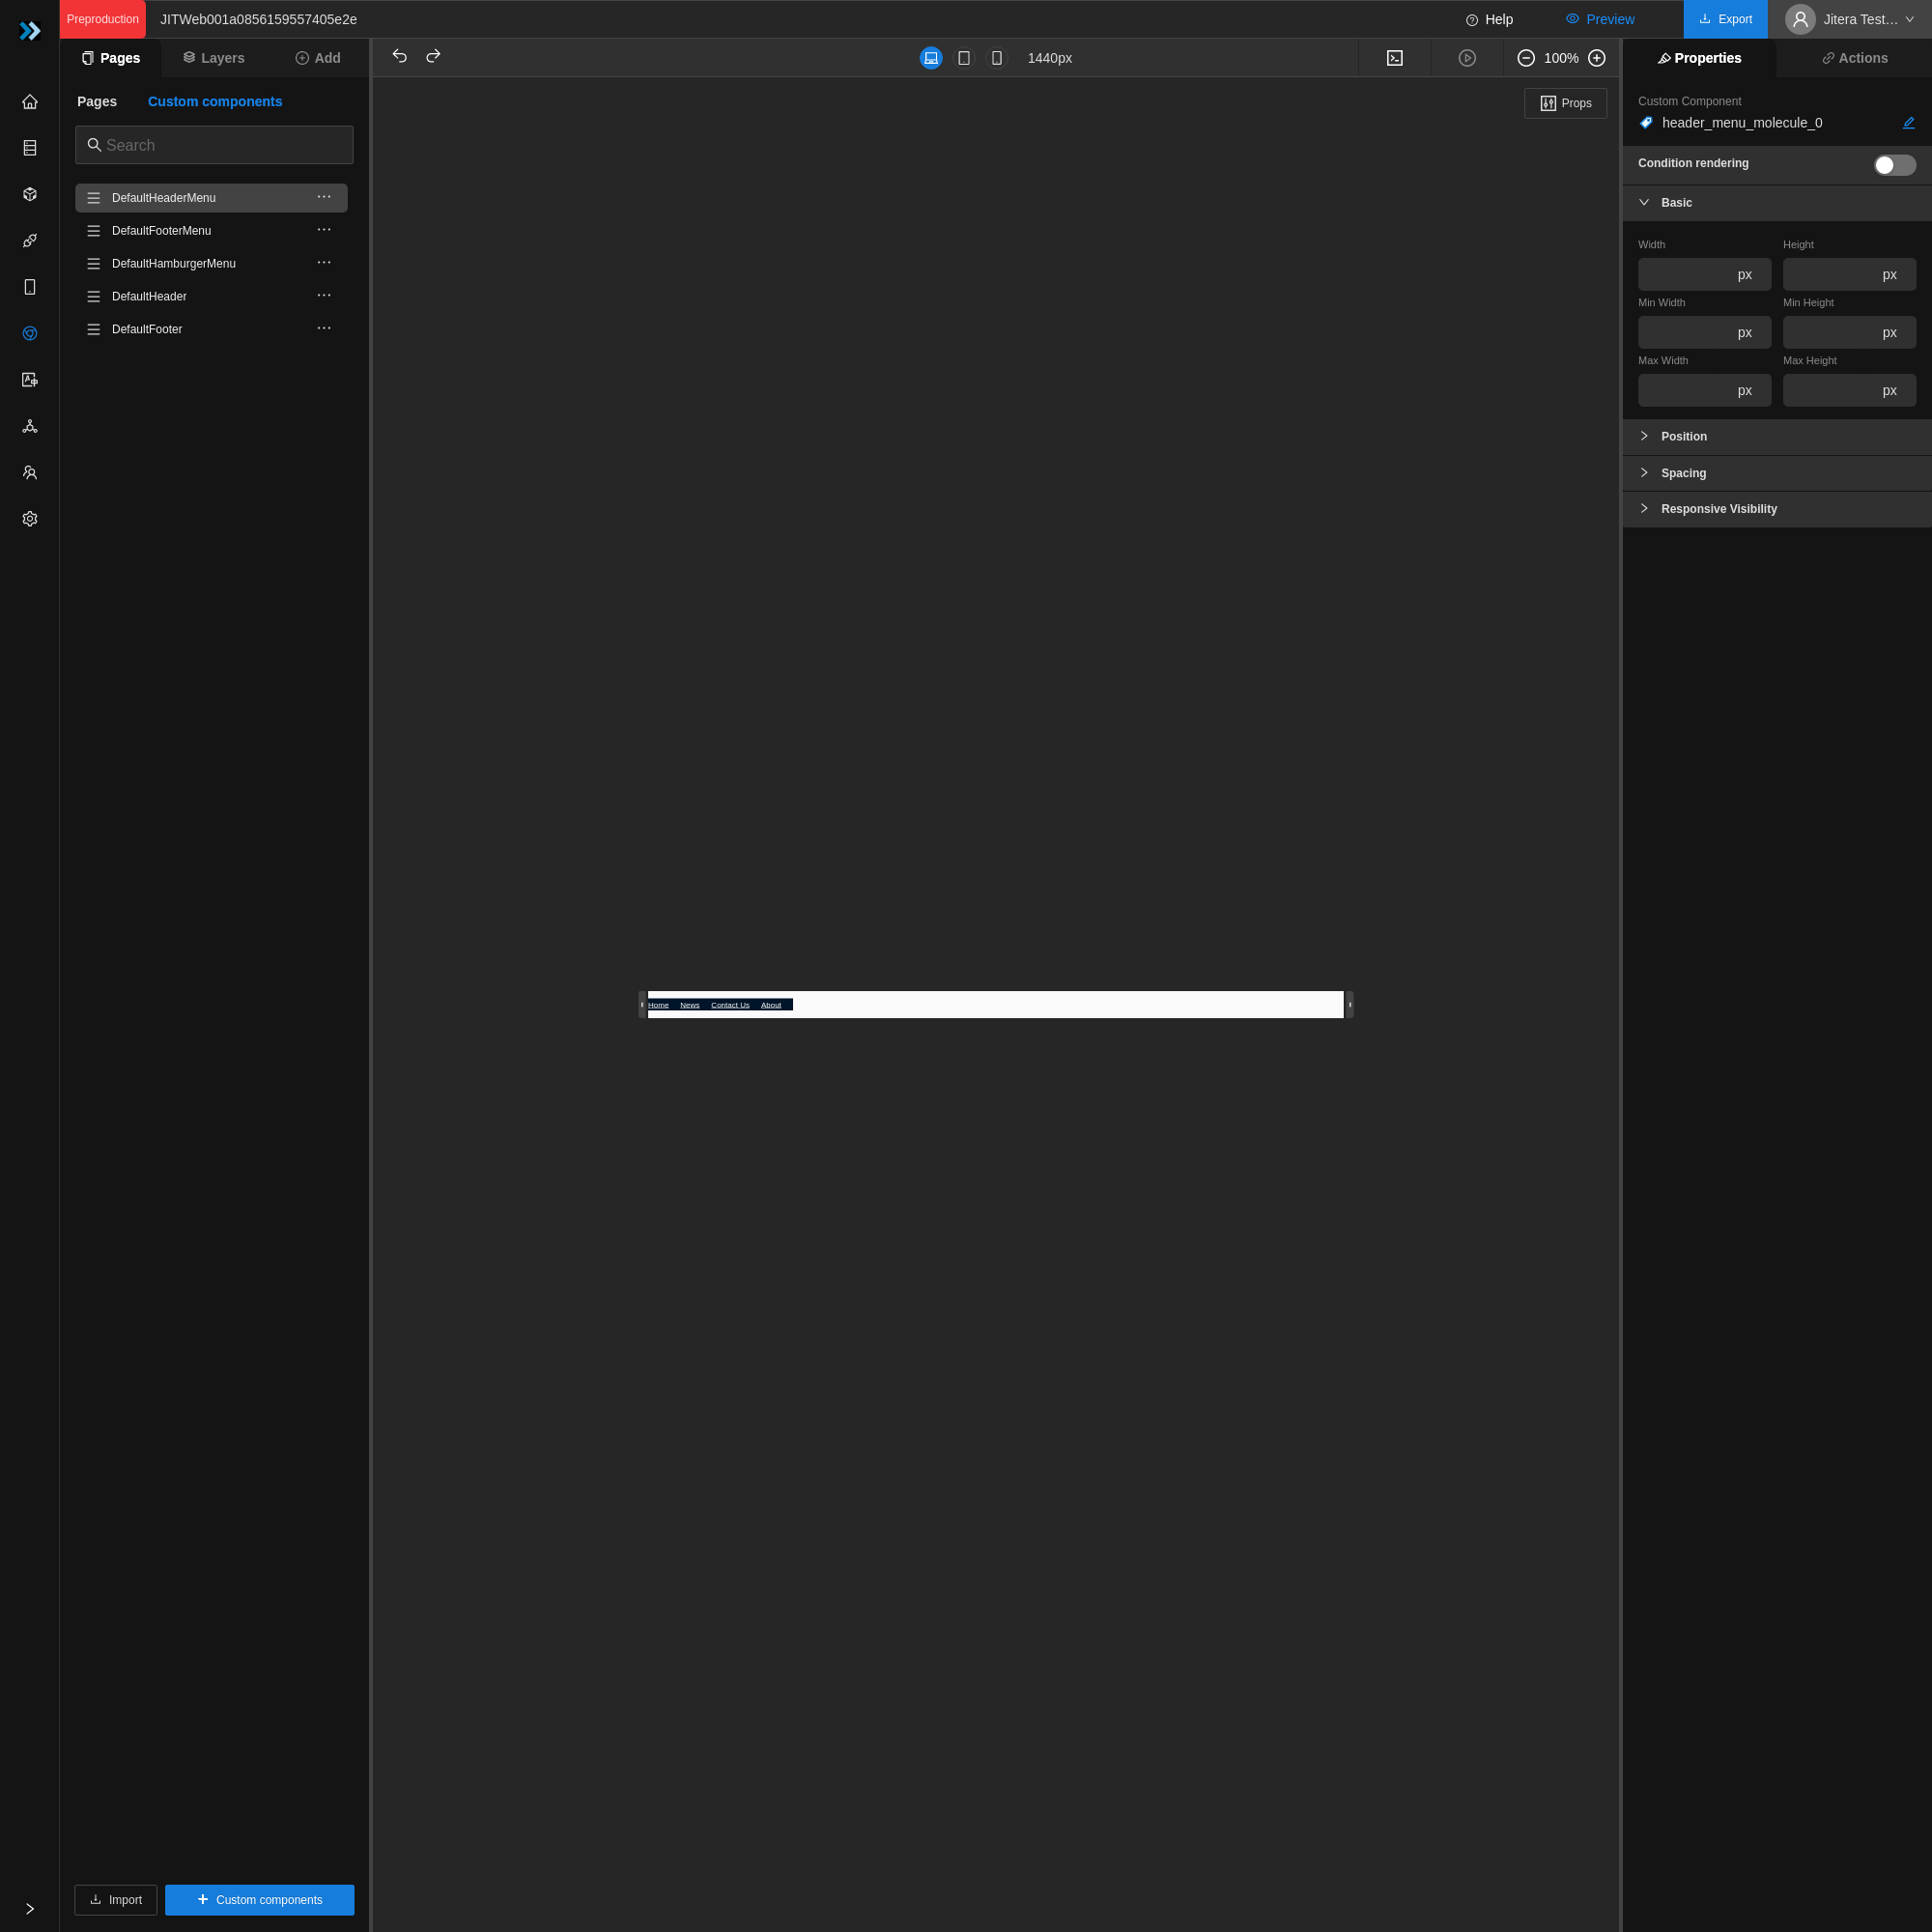 Preproduction JITWeb001a0856159557405e2e Help Preview Export Jitera Test…
Pages Layers Add 1440px 100% Properties Actions
Pages Custom components
Search
DefaultHeaderMenu
DefaultFooterMenu
DefaultHamburgerMenu
DefaultHeader
DefaultFooter
Import Custom components
Props
Home News Contact Us About
Custom Component
header_menu_molecule_0
Condition rendering
Basic
Width Height
px px
Min Width Min Height
px px
Max Width Max Height
px px
Position
Spacing
Responsive Visibility